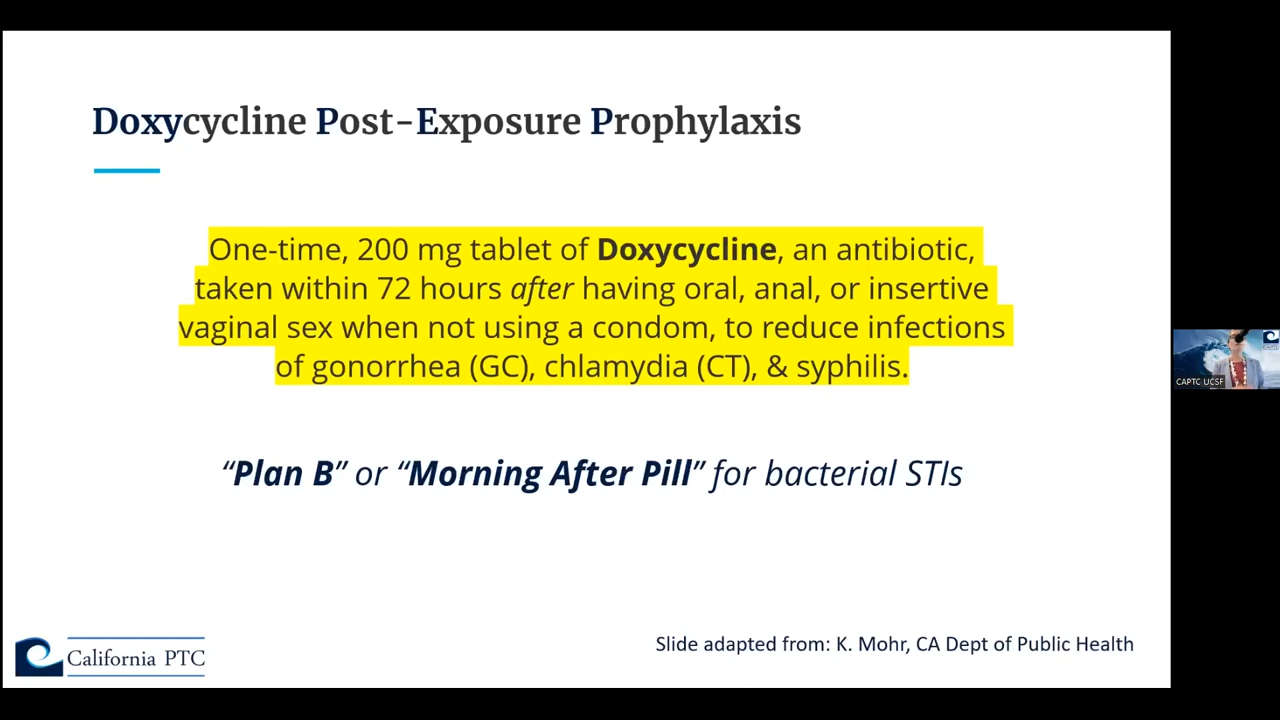 Doxycycline Post-Exposure Prophylaxis
One-time, 200 mg tablet of Doxycycline, an antibiotic,
taken within 72 hours after having oral, anal, or insertive
vaginal sex when not using a condom, to reduce infections
of gonorrhea (GC), chlamydia (CT), & syphilis.
“Plan B” or “Morning After Pill” for bacterial STIs
CAPTC UCSF
Slide adapted from: K. Mohr, CA Dept of Public Health
California PTC